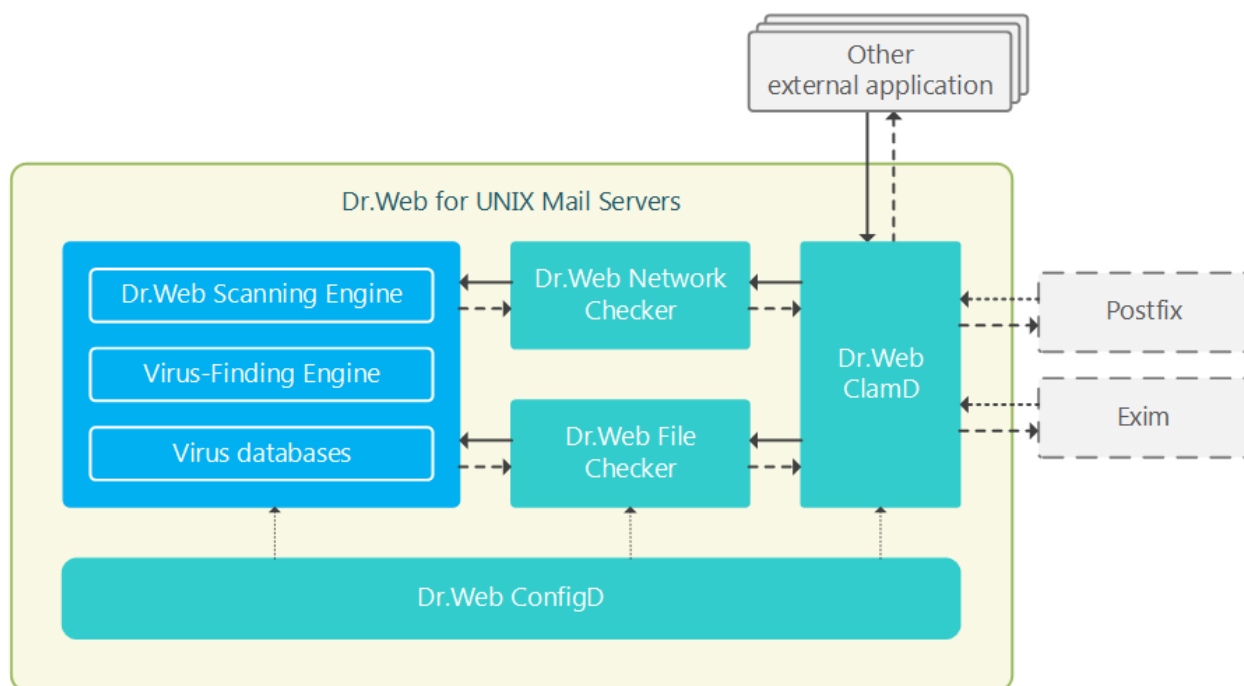 Other
external application
Dr.Web for UNIX Mail Servers
Dr.Web Scanning Engine
Virus-Finding Engine
Virus databases
Dr.Web Network
Checker
Dr.Web File
Checker
Dr.Web
ClamD
Postfix
Exim
Dr.Web ConfigD